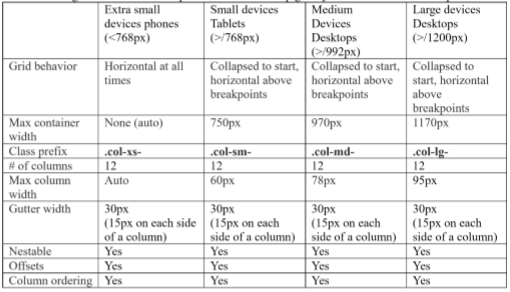 Extra small devices phones (<768px) Small devices Tablets (>/768px) Medium Devices Desktops (>/992px) Large devices Desktops (>/1200px)
Grid behavior Horizontal at all times Collapsed to start, horizontal above breakpoints Collapsed to start, horizontal above breakpoints Collapsed to start, horizontal above breakpoints
Max container width None (auto) 750px 970px 1170px
Class prefix .col-xs- .col-sm- .col-md- .col-lg-
# of columns 12 12 12 12
Max column width Auto 60px 78px 95px
Gutter width 30px (15px on each side of a column) 30px (15px on each side of a column) 30px (15px on each side of a column) 30px (15px on each side of a column)
Nestable Yes Yes Yes Yes
Offsets Yes Yes Yes Yes
Column ordering Yes Yes Yes Yes